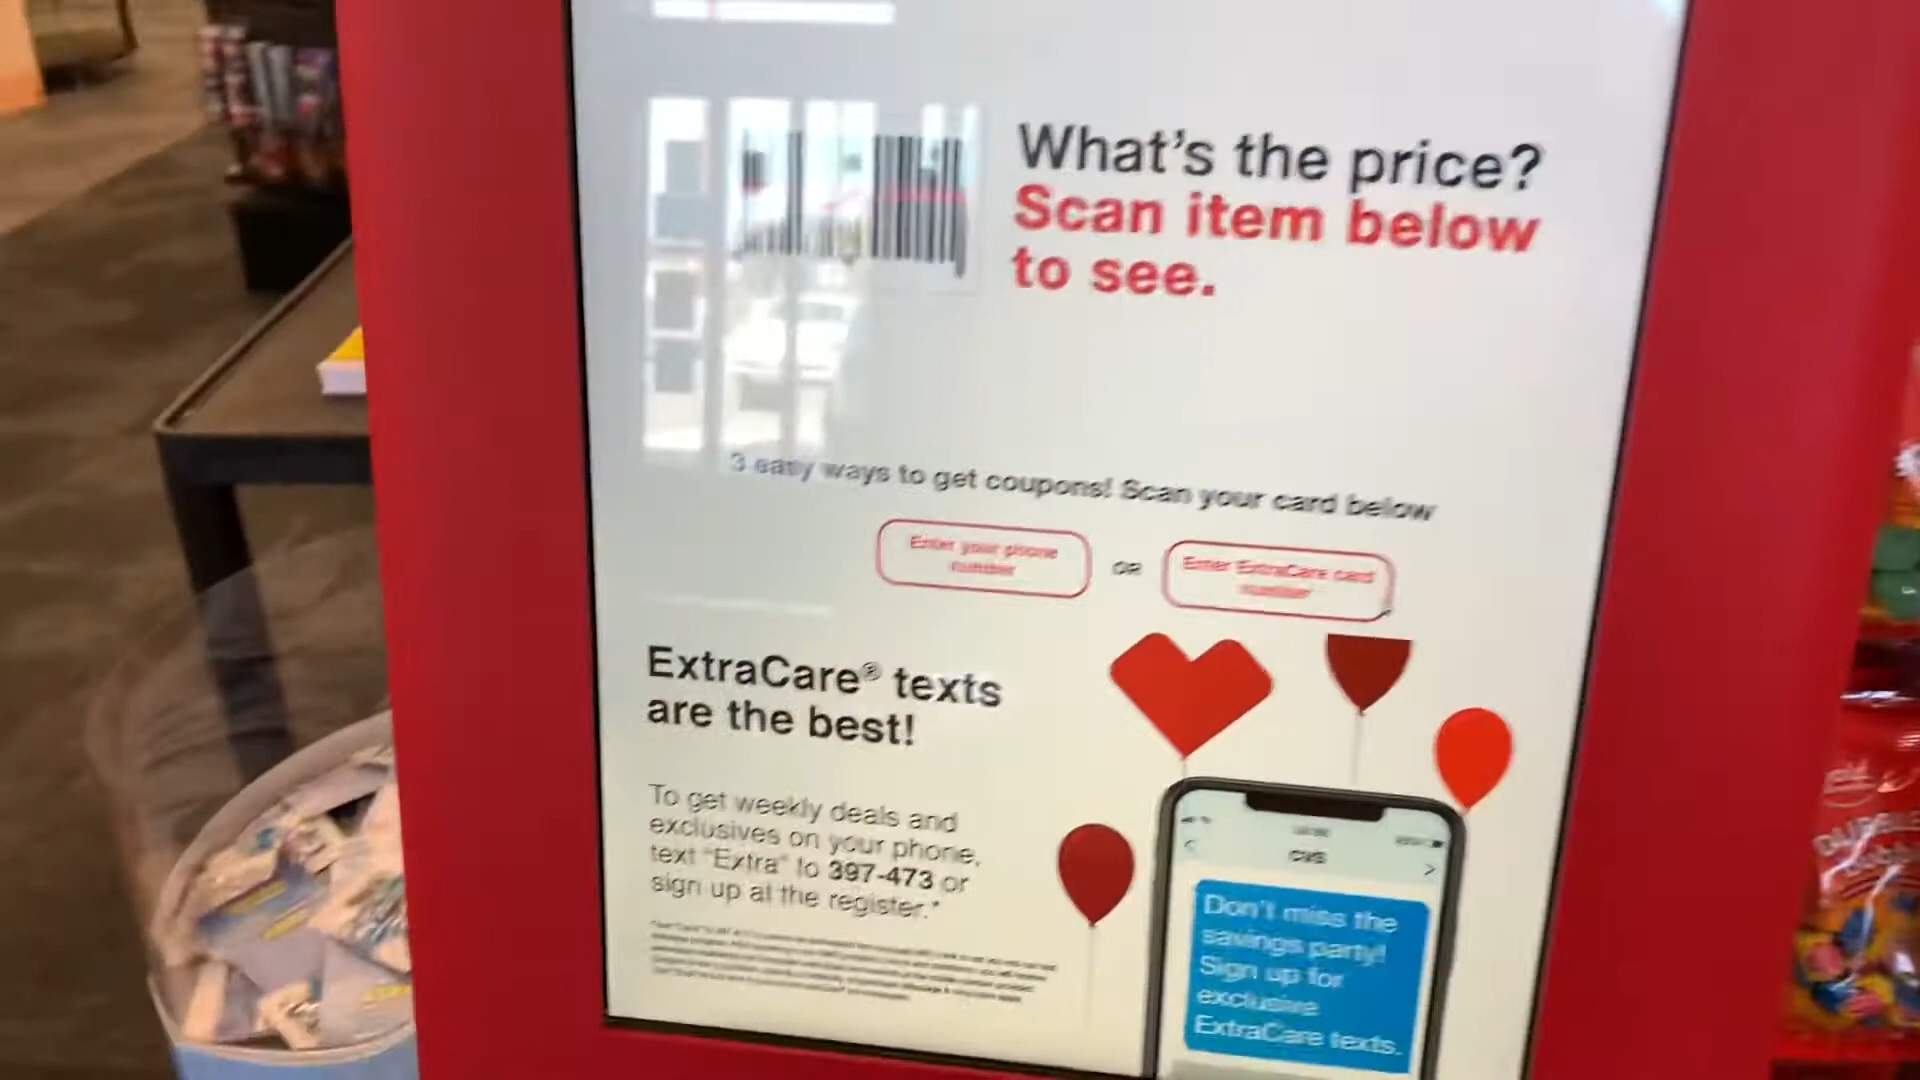 What's the price?
Scan item below
to see.
3 easy ways to get coupons! Scan your card below
Enter your phone
number
OR
Enter ExtraCare card
number
ExtraCare® texts
are the best!
To get weekly deals and
exclusives on your phone,
text "Extra" to 397-473 or
sign up at the register.*
CVS
Don't miss the
savings party!
Sign up for
exclusive
ExtraCare texts.